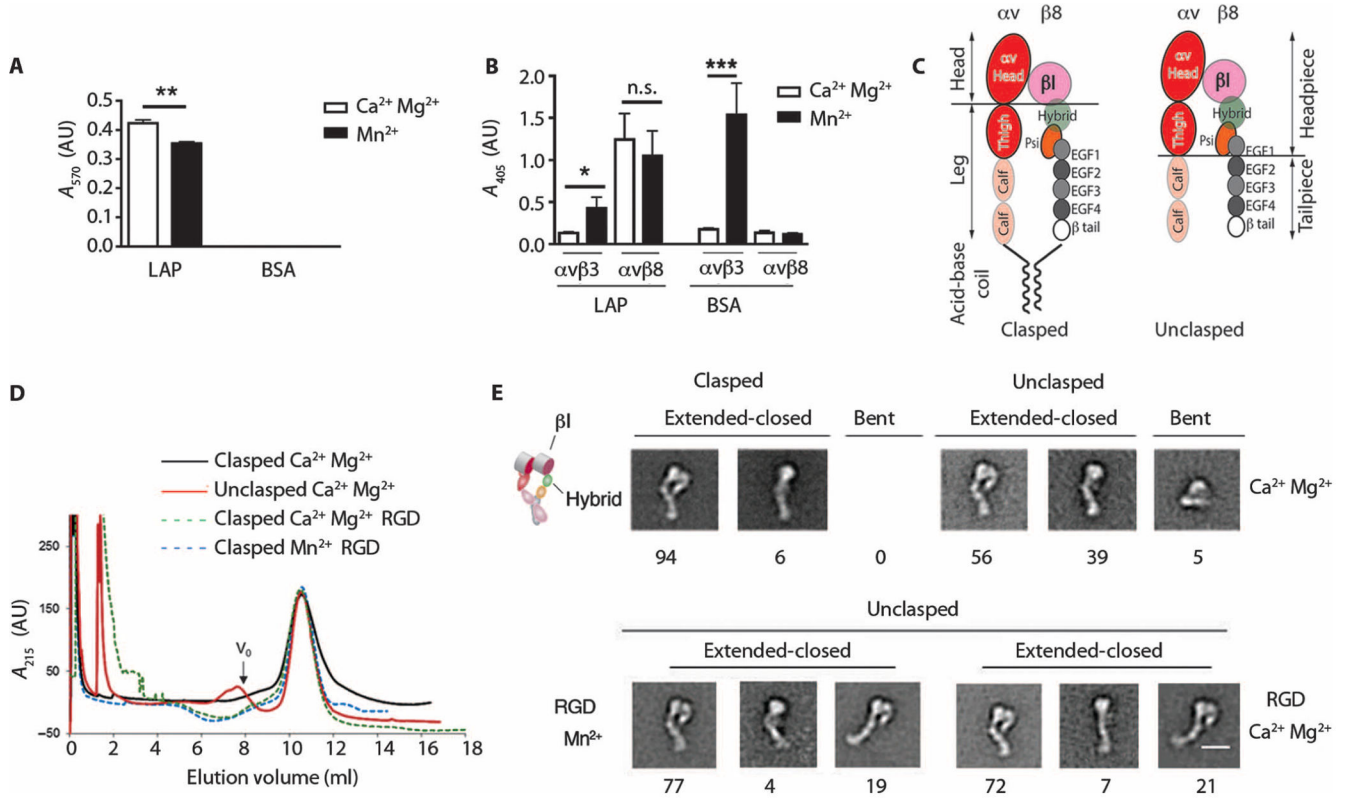 A
A570 (AU)
0.5
0.4
0.3
0.2
0.1
0.0
**
Ca2+ Mg2+
Mn2+
LAP
BSA
B
A405 (AU)
2.0
1.5
1.0
0.5
0.0
*
n.s.
***
Ca2+ Mg2+
Mn2+
αvβ3
αvβ8
αvβ3
αvβ8
LAP
BSA
C
αv β8
αv β8
Head
Leg
Acid-base
coil
αv
Head
βI
Hybrid
Thigh
Psi
EGF1
EGF2
EGF3
EGF4
β tail
Calf
Calf
Clasped
αv
Head
βI
Hybrid
Thigh
Psi
EGF1
EGF2
EGF3
EGF4
β tail
Calf
Calf
Unclasped
Headpiece
Tailpiece
D
Clasped Ca2+ Mg2+
Unclasped Ca2+ Mg2+
Clasped Ca2+ Mg2+ RGD
Clasped Mn2+ RGD
A215 (AU)
250
150
50
−50
V0
0 2 4 6 8 10 12 14 16 18
Elution volume (ml)
E
βI
Hybrid
Clasped
Unclasped
Extended-closed
Bent
Extended-closed
Bent
Ca2+ Mg2+
94 6 0 56 39 5
Unclasped
Extended-closed
Extended-closed
RGD
Mn2+
RGD
Ca2+ Mg2+
77 4 19 72 7 21